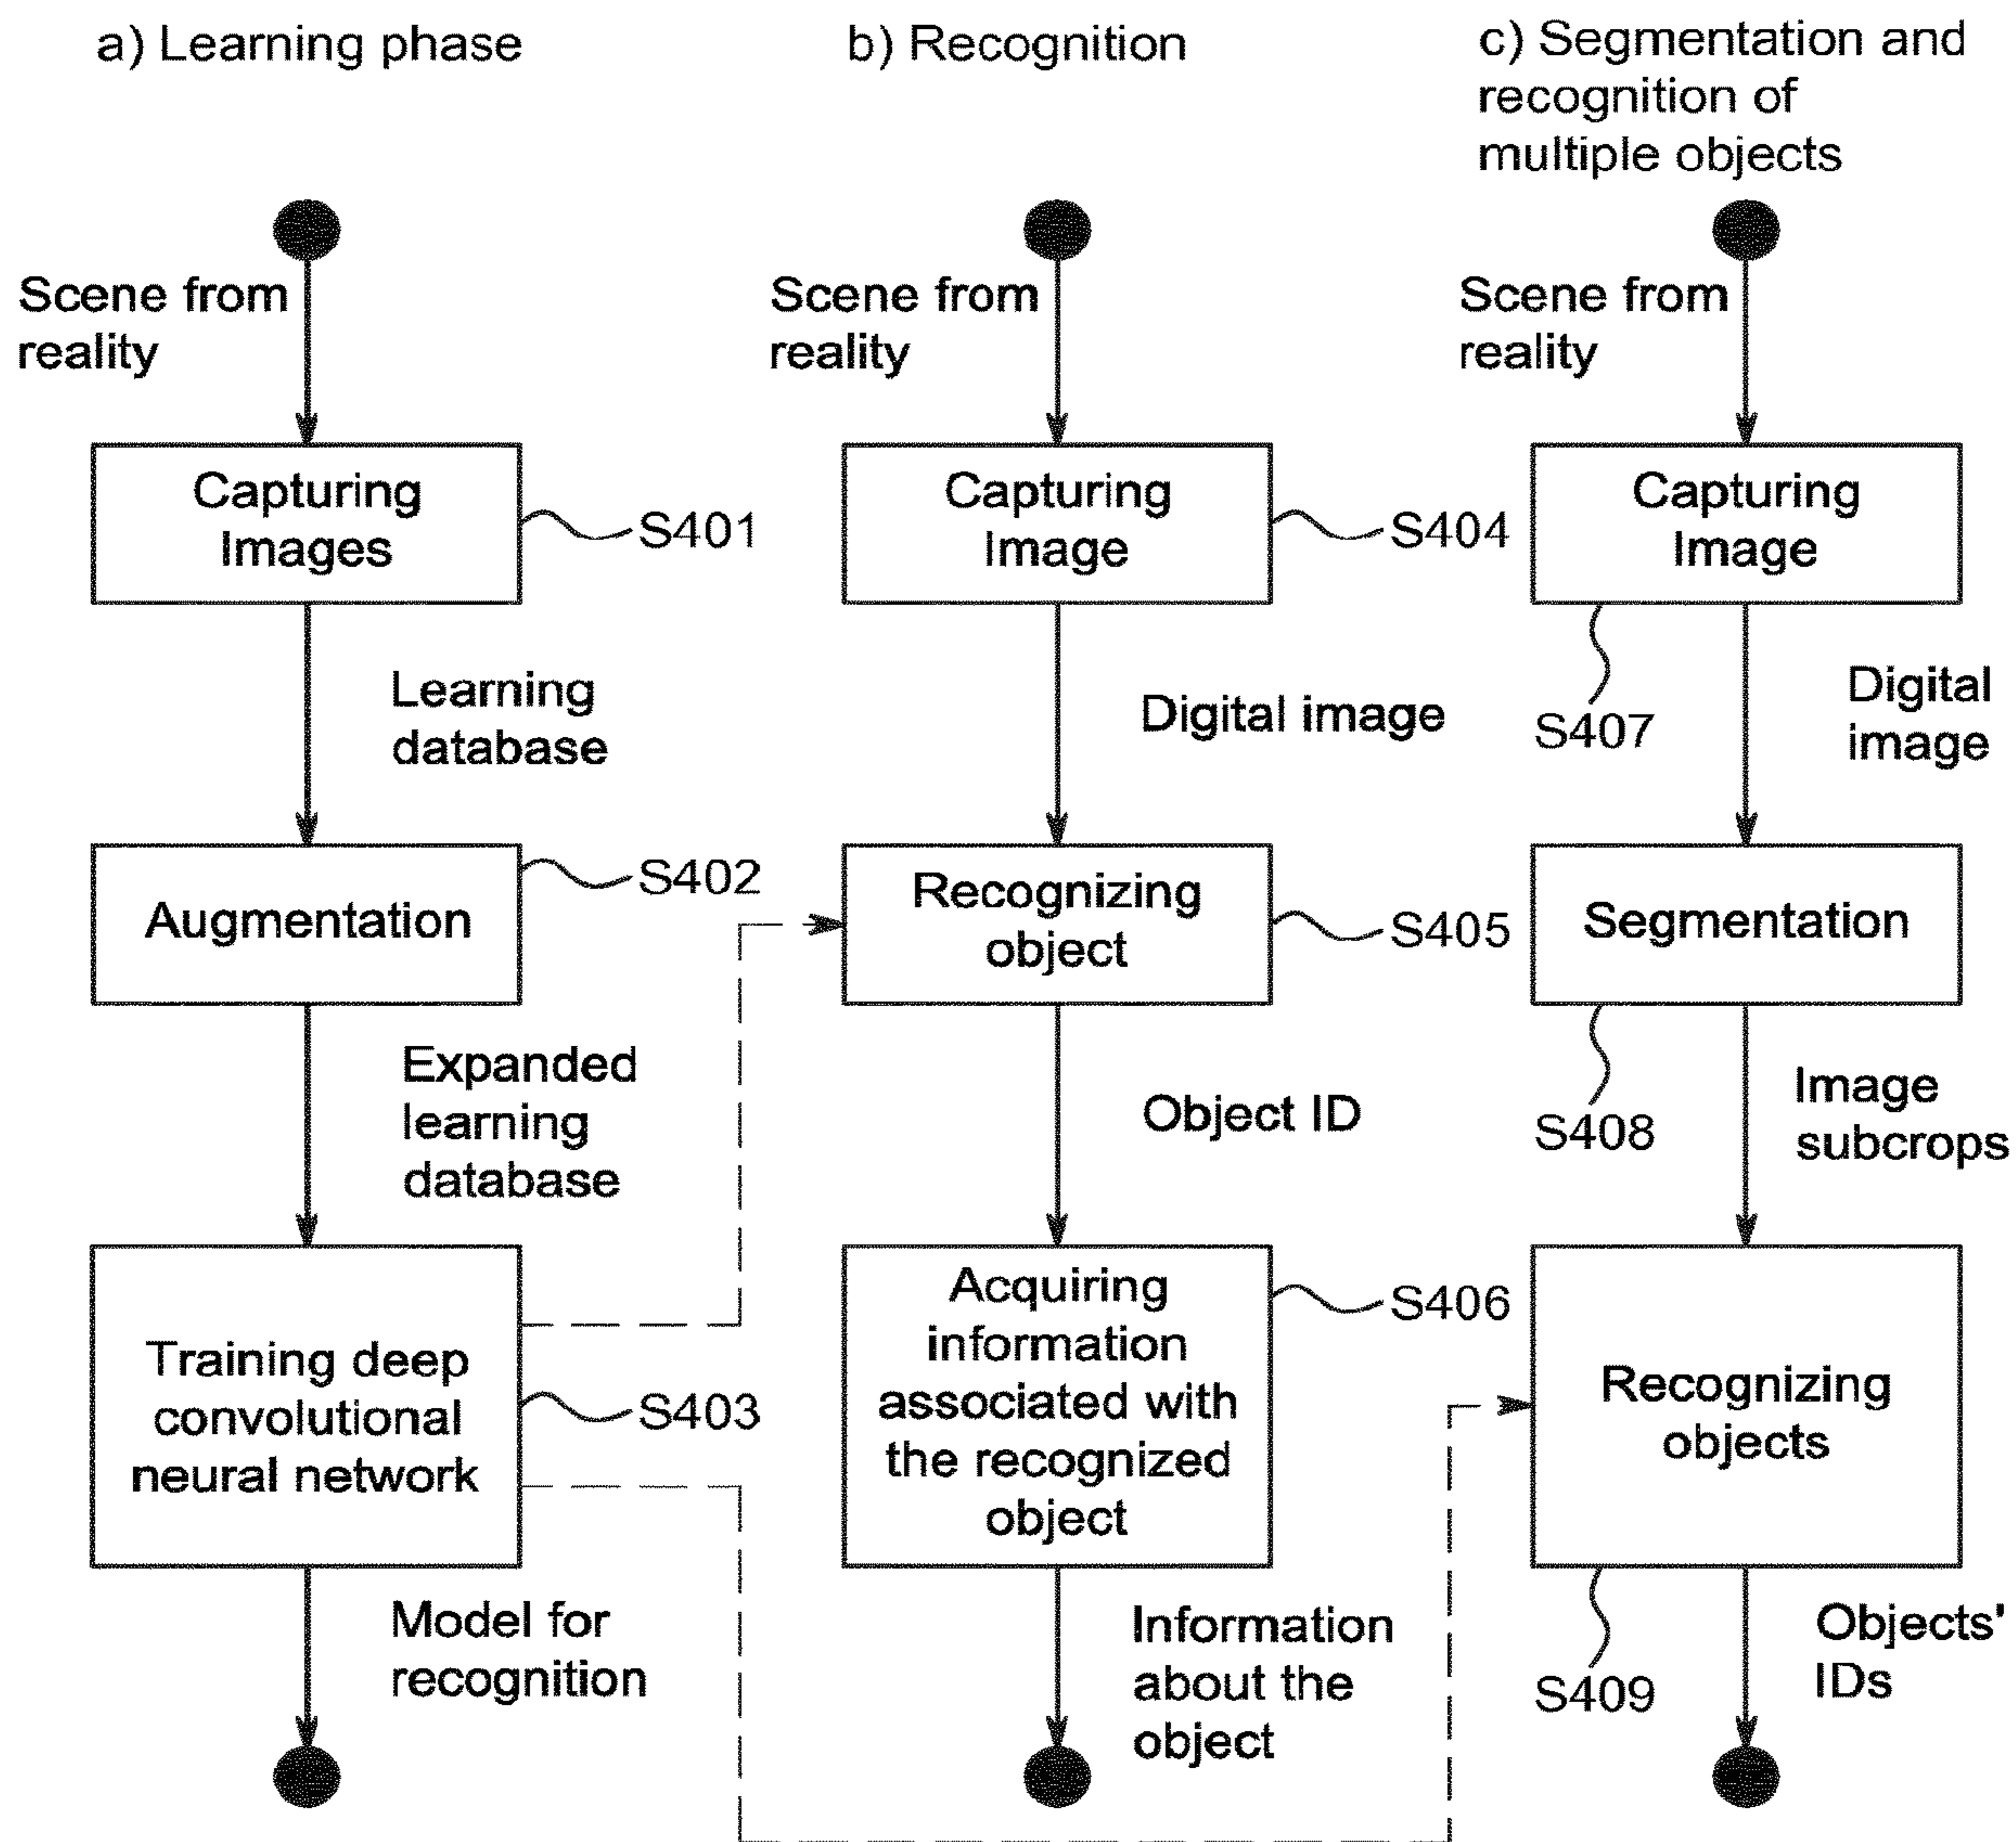 a) Learning phase
Scene from
reality
Capturing
Images
S401
Learning
database
Augmentation
S402
Expanded
learning
database
Training deep
convolutional
neural network
S403
Model for
recognition
b) Recognition
Scene from
reality
Capturing
Image
S404
Digital image
Recognizing
object
S405
Object ID
Acquiring
information
associated with
the recognized
object
S406
Information
about the
object
c) Segmentation and
recognition of
multiple objects
Scene from
reality
Capturing
Image
S407
Digital
image
Segmentation
S408
Image
subcrops
Recognizing
objects
S409
Objects'
IDs